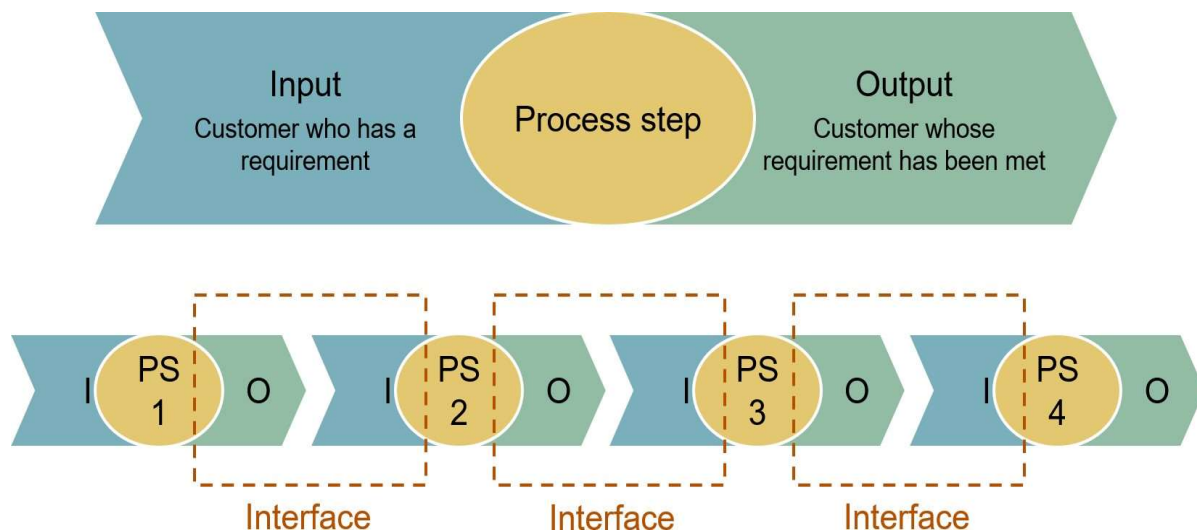 Input
Customer who has a
requirement
Process step
Output
Customer whose
requirement has been met
I
PS
1
O
I
PS
2
O
I
PS
3
O
I
PS
4
O
Interface
Interface
Interface